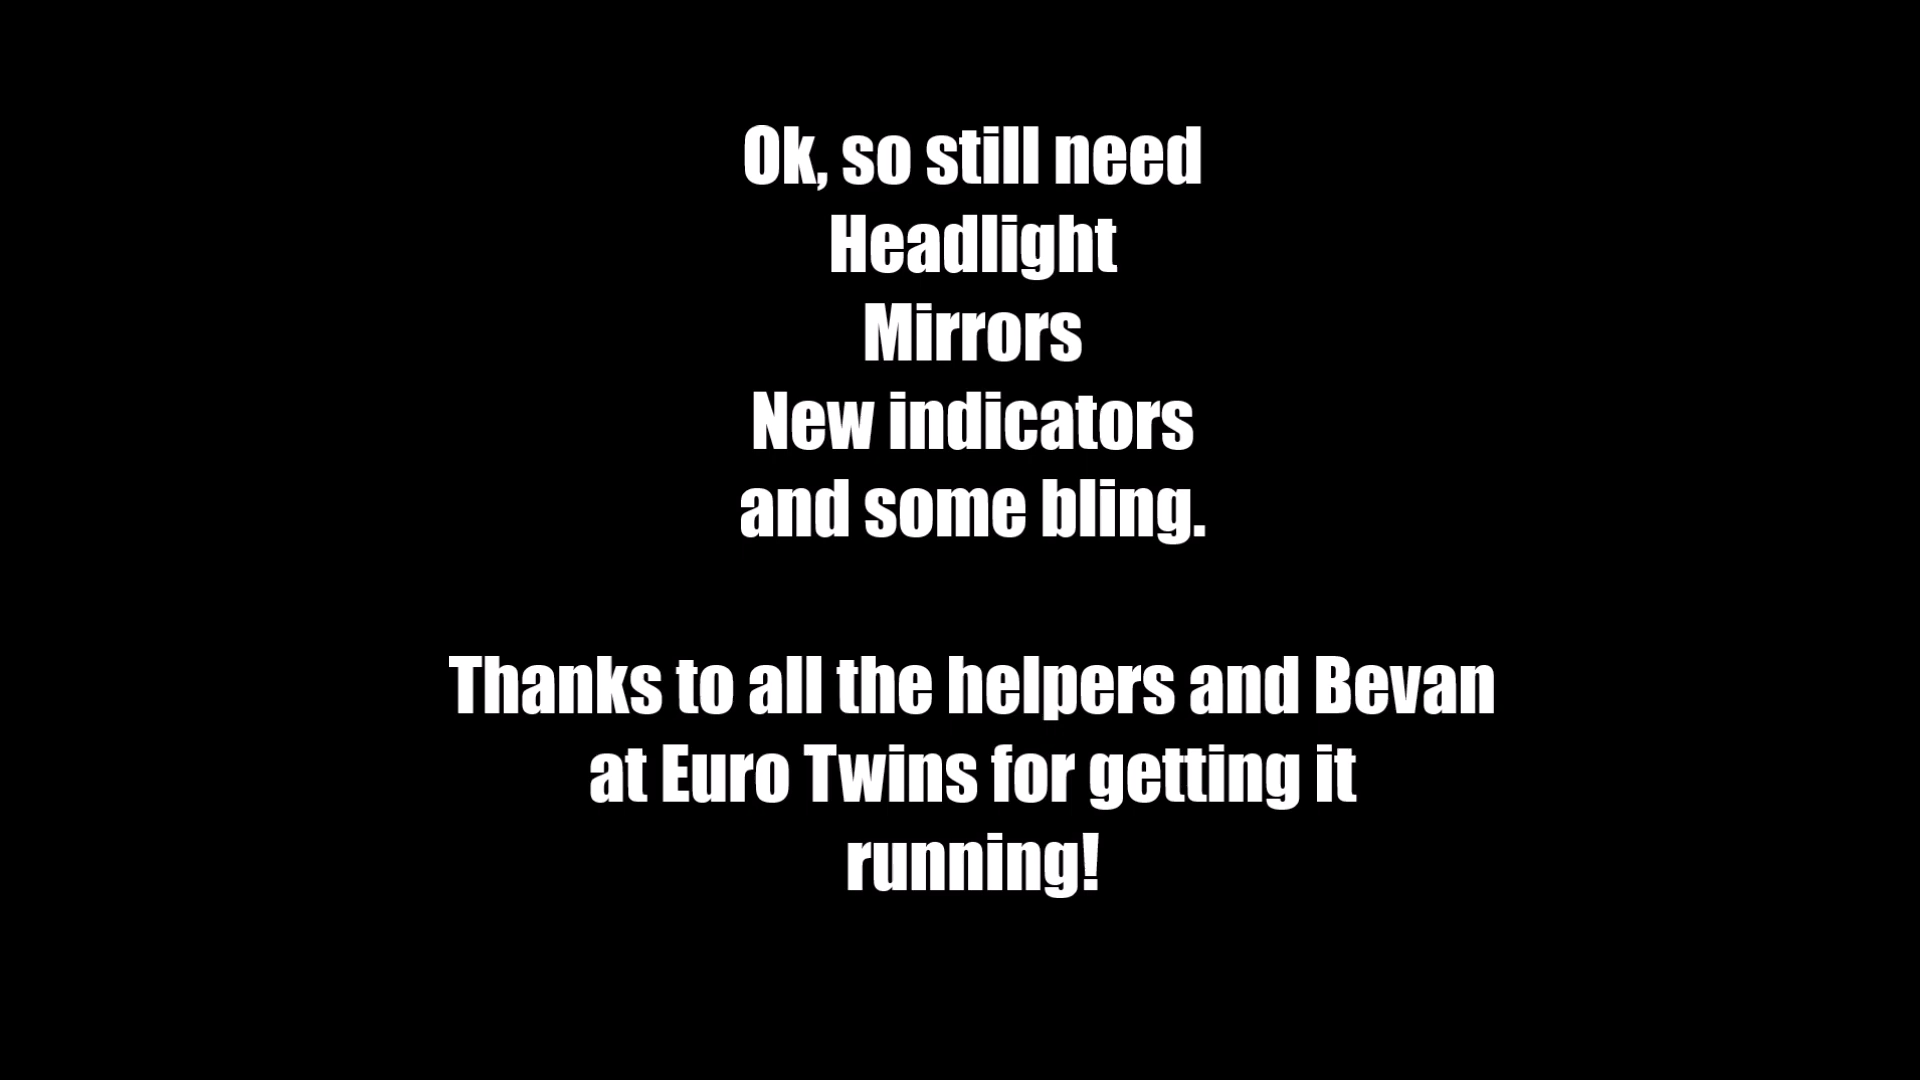 Ok, so still need
Headlight
Mirrors
New indicators
and some bling.
Thanks to all the helpers and Bevan
at Euro Twins for getting it
running!